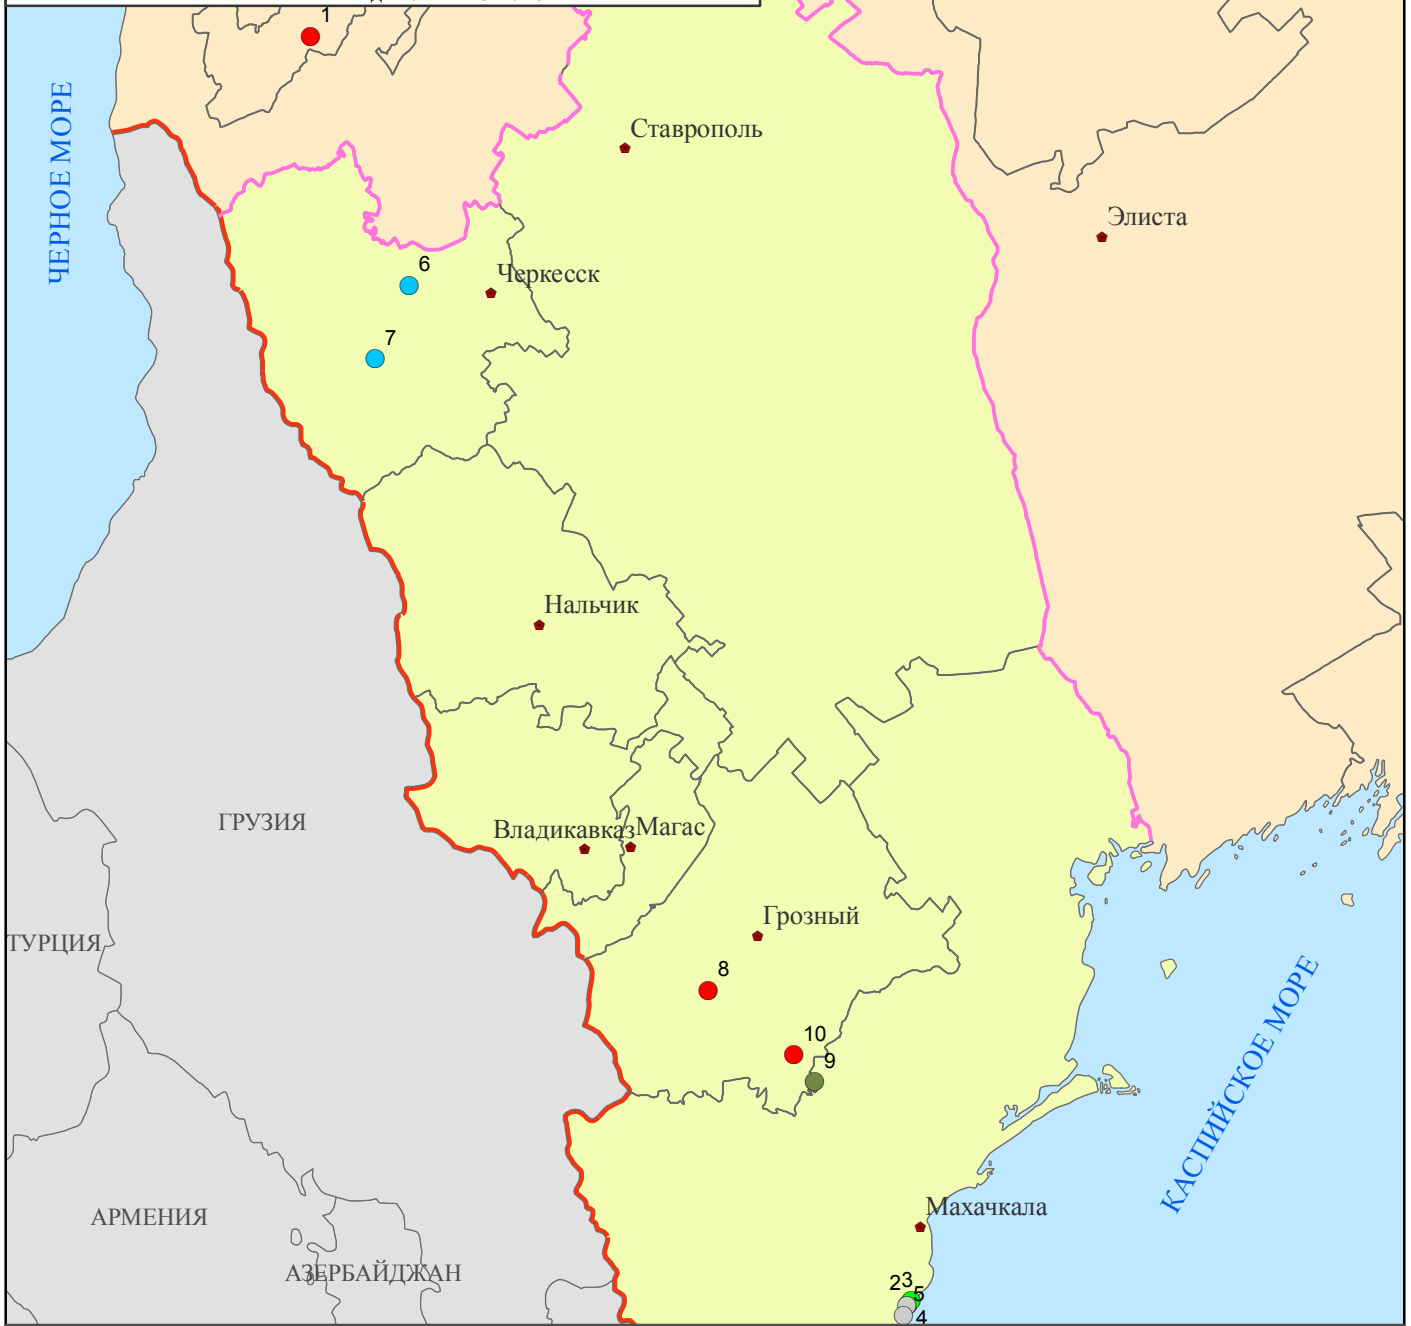 1
ЧЕРНОЕ МОРЕ
Ставрополь
Элиста
6
Черкесск
7
Нальчик
ГРУЗИЯ
Владикавказ
Магас
ТУРЦИЯ
Грозный
8
10
9
КАСПИЙСКОЕ МОРЕ
АРМЕНИЯ
Махачкала
АЗЕРБАЙДЖАН
2
3
5
4